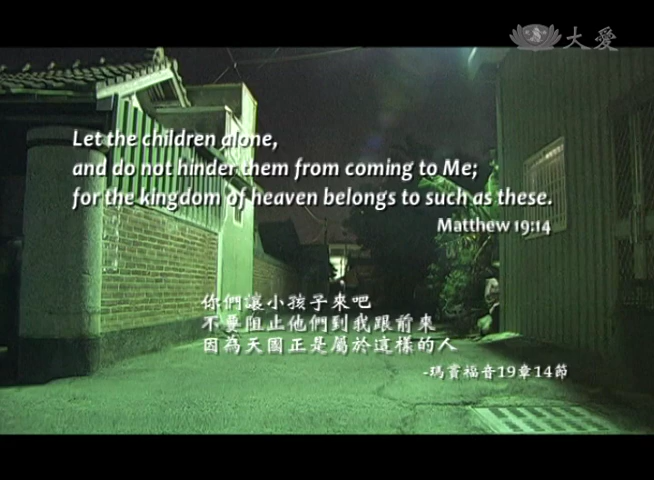 大愛
Let the children alone,
and do not hinder them from coming to Me;
for the kingdom of heaven belongs to such as these.
Matthew 19:14
你們讓小孩子來吧
不要阻止他們到我跟前來
因為天國正是屬於這樣的人
-瑪竇福音19章14節